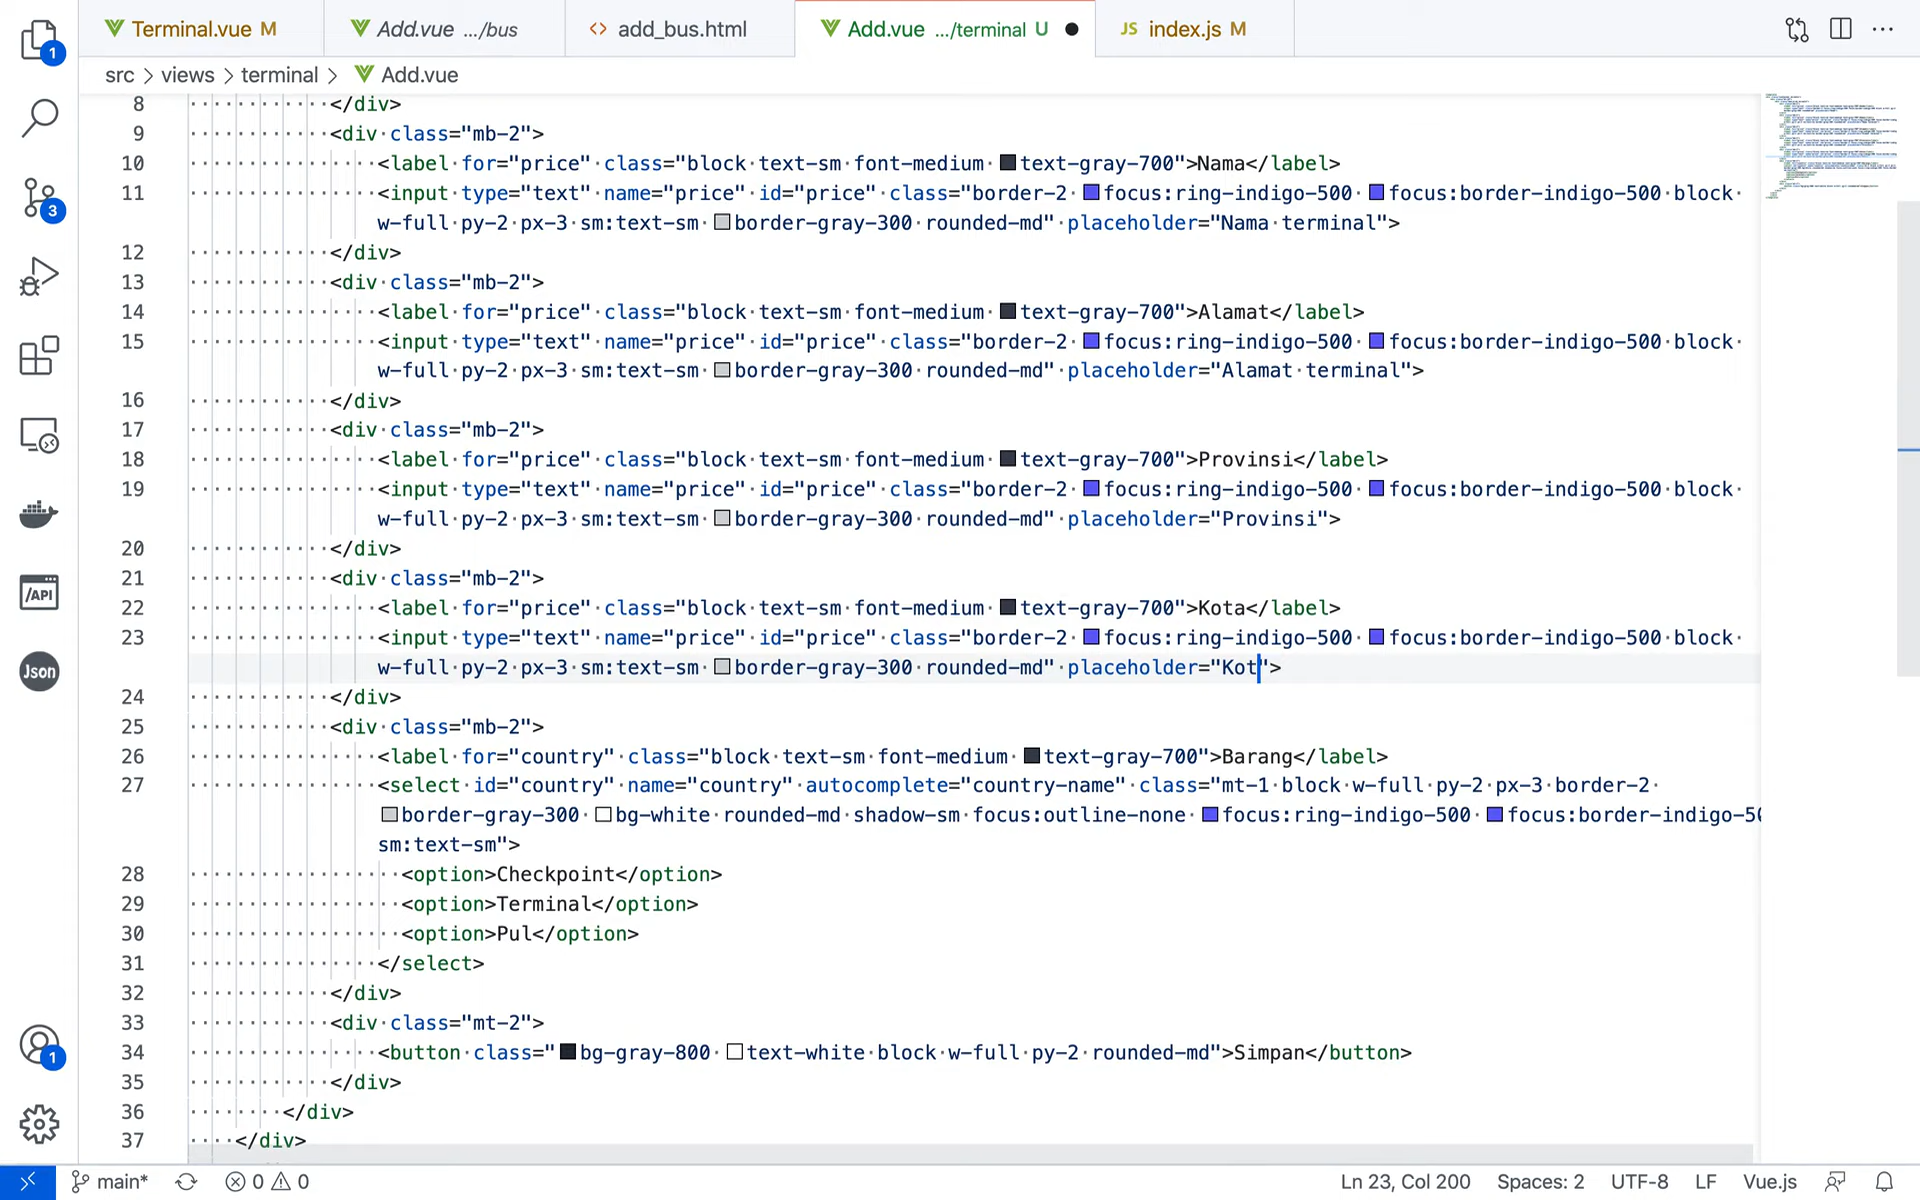 Terminal.vue M
Add.vue .../bus
add_bus.html
Add.vue .../terminal U
JS index.js M
1
src > views > terminal > Add.vue
8 </div>
9 <div class="mb-2">
10 <label for="price" class="block text-sm font-medium text-gray-700">Nama</label>
11 <input type="text" name="price" id="price" class="border-2 focus:ring-indigo-500 focus:border-indigo-500 block
w-full py-2 px-3 sm:text-sm border-gray-300 rounded-md" placeholder="Nama terminal">
12 </div>
13 <div class="mb-2">
14 <label for="price" class="block text-sm font-medium text-gray-700">Alamat</label>
15 <input type="text" name="price" id="price" class="border-2 focus:ring-indigo-500 focus:border-indigo-500 block
w-full py-2 px-3 sm:text-sm border-gray-300 rounded-md" placeholder="Alamat terminal">
16 </div>
17 <div class="mb-2">
18 <label for="price" class="block text-sm font-medium text-gray-700">Provinsi</label>
19 <input type="text" name="price" id="price" class="border-2 focus:ring-indigo-500 focus:border-indigo-500 block
w-full py-2 px-3 sm:text-sm border-gray-300 rounded-md" placeholder="Provinsi">
20 </div>
21 <div class="mb-2">
22 <label for="price" class="block text-sm font-medium text-gray-700">Kota</label>
23 <input type="text" name="price" id="price" class="border-2 focus:ring-indigo-500 focus:border-indigo-500 block
w-full py-2 px-3 sm:text-sm border-gray-300 rounded-md" placeholder="Kot">
24 </div>
25 <div class="mb-2">
26 <label for="country" class="block text-sm font-medium text-gray-700">Barang</label>
27 <select id="country" name="country" autocomplete="country-name" class="mt-1 block w-full py-2 px-3 border-2
border-gray-300 bg-white rounded-md shadow-sm focus:outline-none focus:ring-indigo-500 focus:border-indigo-50
sm:text-sm">
28 <option>Checkpoint</option>
29 <option>Terminal</option>
30 <option>Pul</option>
31 </select>
32 </div>
33 <div class="mt-2">
34 <button class="bg-gray-800 text-white block w-full py-2 rounded-md">Simpan</button>
35 </div>
36 </div>
37 </div>
3
/API
Json
1
main* 0 0 Ln 23, Col 200 Spaces: 2 UTF-8 LF Vue.js